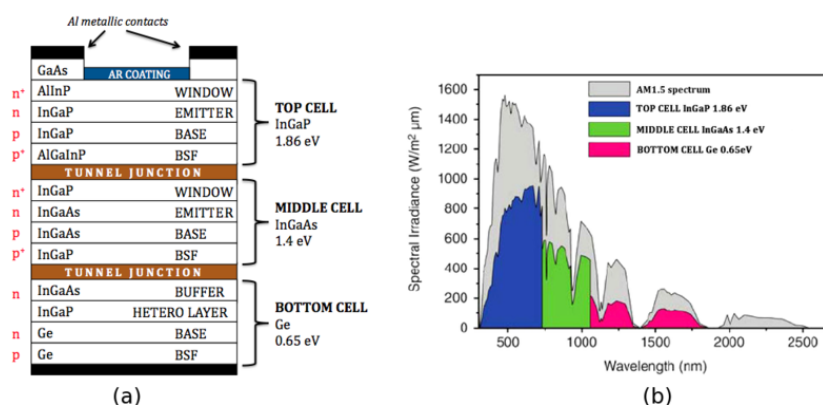 Al metallic contacts
GaAs
AR COATING
n⁺ AlInP WINDOW
n InGaP EMITTER
p InGaP BASE
p⁺ AlGaInP BSF
TOP CELL
InGaP
1.86 eV
TUNNEL JUNCTION
n⁺ InGaP WINDOW
n InGaAs EMITTER
p InGaAs BASE
p⁺ InGaP BSF
MIDDLE CELL
InGaAs
1.4 eV
TUNNEL JUNCTION
n InGaAs BUFFER
InGaP HETERO LAYER
n Ge BASE
p Ge BSF
BOTTOM CELL
Ge
0.65 eV
(a)
Spectral Irradiance (W/m² µm)
1600
1400
1200
1000
800
600
400
200
0
AM1.5 spectrum
TOP CELL InGaP 1.86 eV
MIDDLE CELL InGaAs 1.4 eV
BOTTOM CELL Ge 0.65eV
500 1000 1500 2000 2500
Wavelength (nm)
(b)